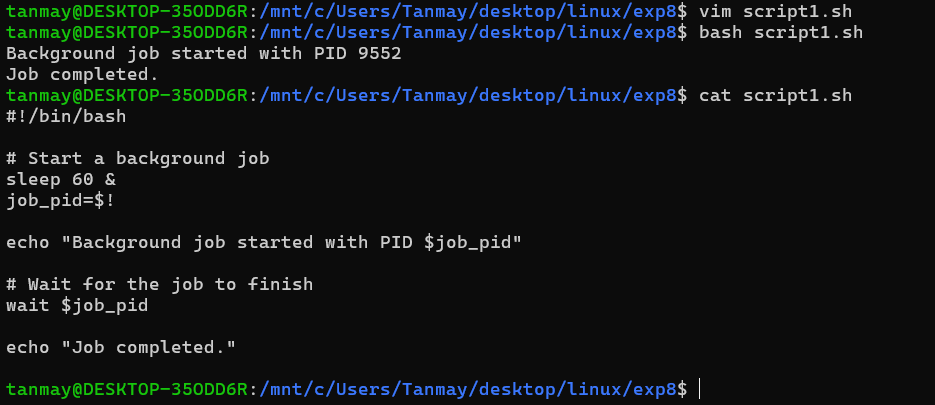 tanmay@DESKTOP-35ODD6R:/mnt/c/Users/Tanmay/desktop/linux/exp8$ vim script1.sh
tanmay@DESKTOP-35ODD6R:/mnt/c/Users/Tanmay/desktop/linux/exp8$ bash script1.sh
Background job started with PID 9552
Job completed.
tanmay@DESKTOP-35ODD6R:/mnt/c/Users/Tanmay/desktop/linux/exp8$ cat script1.sh
#!/bin/bash

# Start a background job
sleep 60 &
job_pid=$!

echo "Background job started with PID $job_pid"

# Wait for the job to finish
wait $job_pid

echo "Job completed."

tanmay@DESKTOP-35ODD6R:/mnt/c/Users/Tanmay/desktop/linux/exp8$